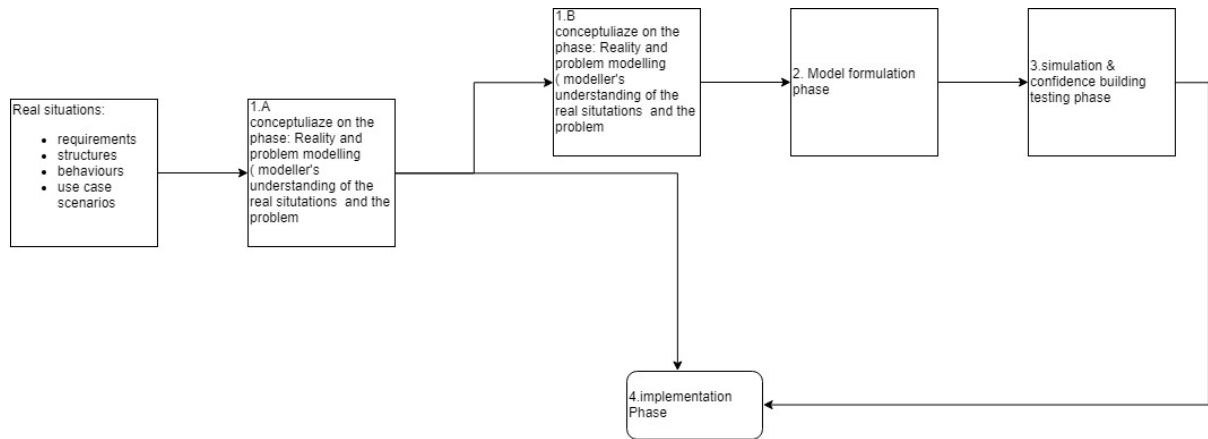 Real situations:
requirements
structures
behaviours
use case
scenarios
1.A
conceptuliaze on the
phase: Reality and
problem modelling
( modeller's
understanding of the
real situtations and the
problem
1.B
conceptuliaze on the
phase: Reality and
problem modelling
( modeller's
understanding of the
real situtations and the
problem
2. Model formulation
phase
3.simulation &
confidence building
testing phase
4.implementation
Phase